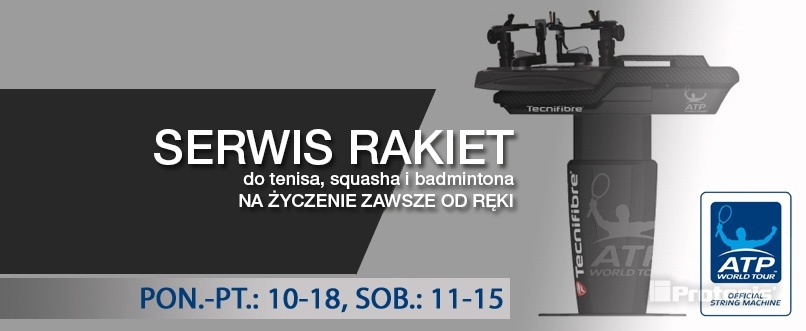 SERWIS RAKIET
do tenisa, squasha i badmintona
NA ŻYCZENIE ZAWSZE OD RĘKI
PON.-PT.: 10-18, SOB.: 11-15
Tecnifibre
ATP
Tecnifibre
ATP
WORLD TOUR
ATP
WORLD TOUR
OFFICIAL
STRING MACHINE